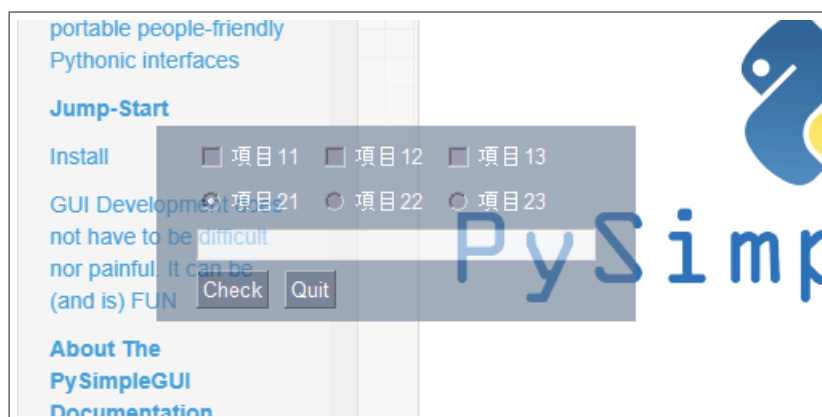 portable people-friendly
Pythonic interfaces
Jump-Start
Install
GUI Development does
not have to be difficult
nor painful. It can be
(and is) FUN
About The
PySimpleGUI
Documentation
項目11 項目12 項目13
項目21 項目22 項目23
Check Quit
PySimp